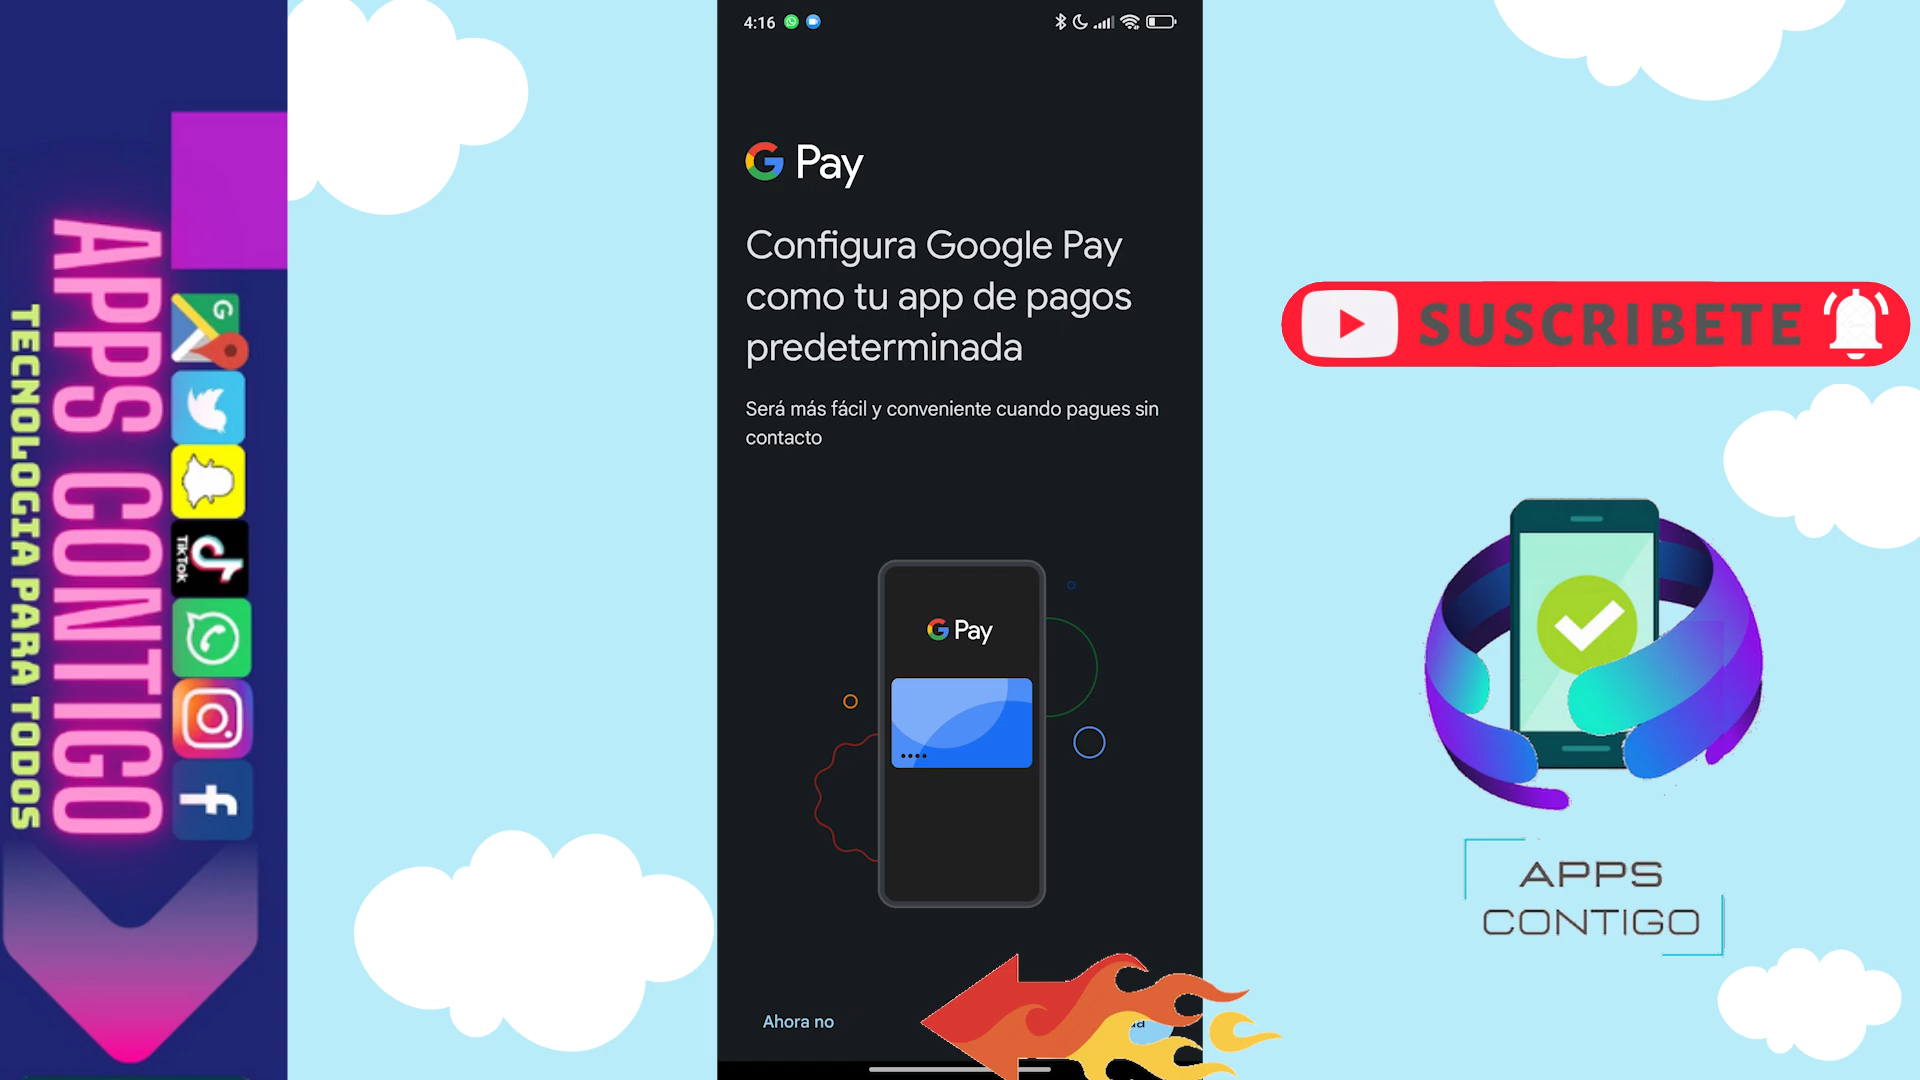 APPS CONTIGO
TECNOLOGIA PARA TODOS
G
TikTok
4:16
G Pay
Configura Google Pay
como tu app de pagos
predeterminada
Será más fácil y conveniente cuando pagues sin
contacto
G Pay
Ahora no
SUSCRIBETE
APPS
CONTIGO